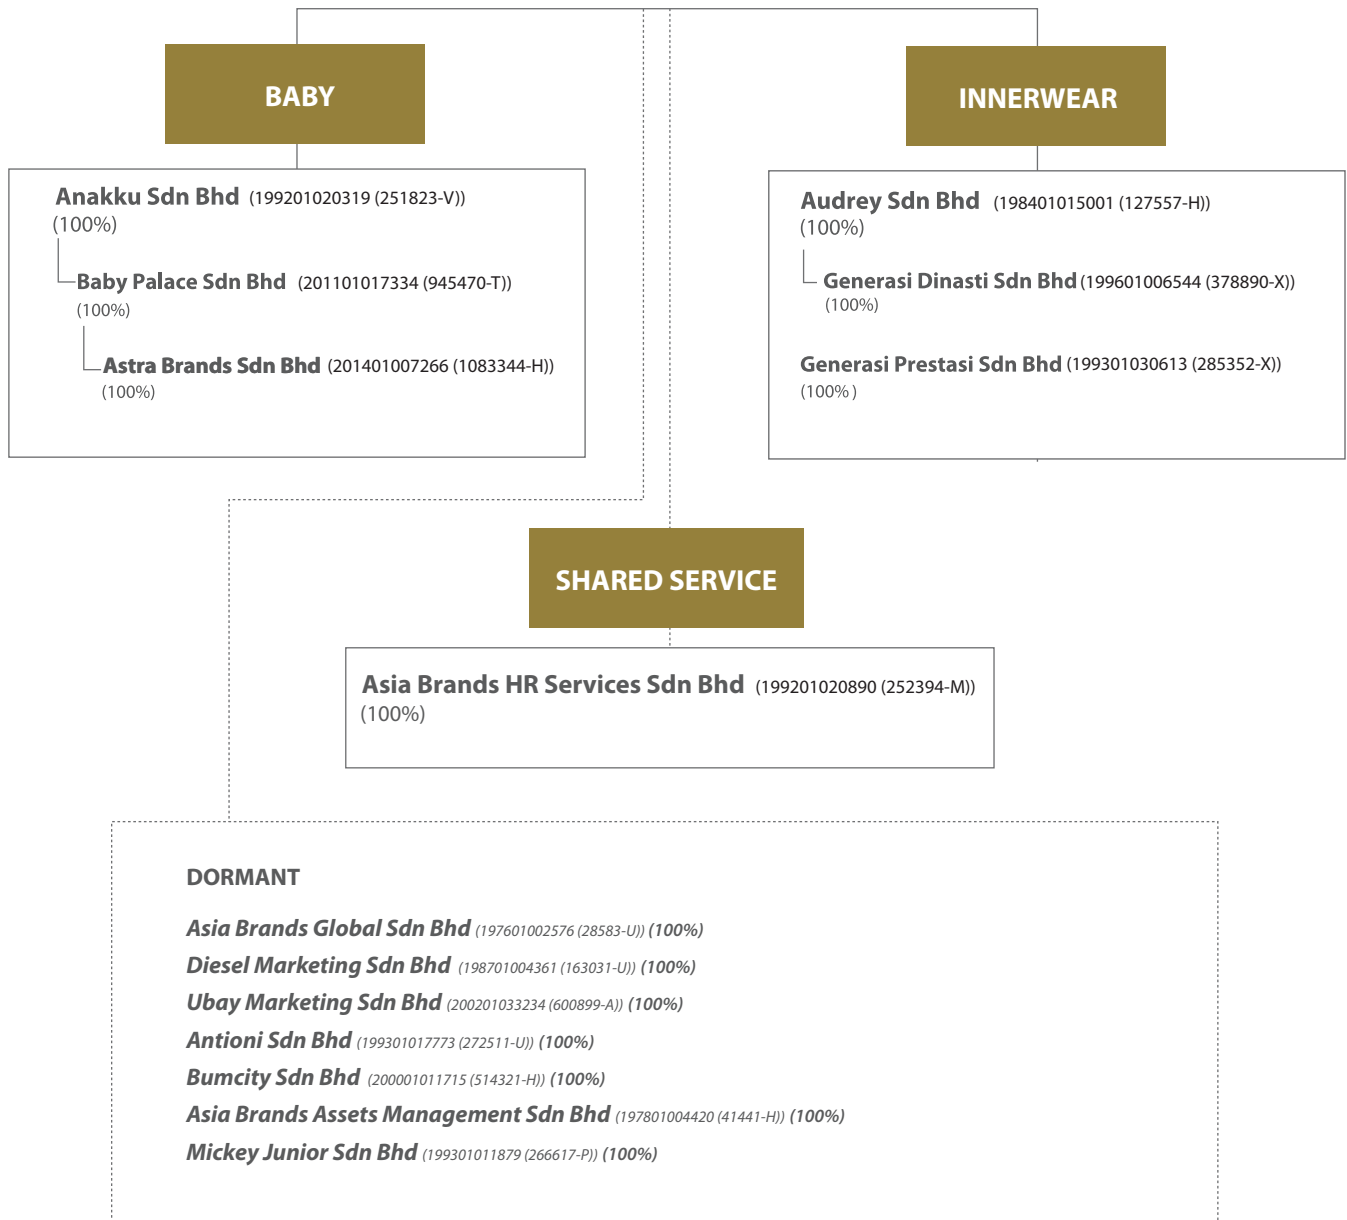 BABY
Anakku Sdn Bhd (199201020319 (251823-V))
(100%)
Baby Palace Sdn Bhd (201101017334 (945470-T))
(100%)
Astra Brands Sdn Bhd (201401007266 (1083344-H))
(100%)
INNERWEAR
Audrey Sdn Bhd (198401015001 (127557-H))
(100%)
Generasi Dinasti Sdn Bhd (199601006544 (378890-X))
(100%)
Generasi Prestasi Sdn Bhd (199301030613 (285352-X))
(100% )
SHARED SERVICE
Asia Brands HR Services Sdn Bhd (199201020890 (252394-M))
(100%)
DORMANT
Asia Brands Global Sdn Bhd (197601002576 (28583-U)) (100%)
Diesel Marketing Sdn Bhd (198701004361 (163031-U)) (100%)
Ubay Marketing Sdn Bhd (200201033234 (600899-A)) (100%)
Antioni Sdn Bhd (199301017773 (272511-U)) (100%)
Bumcity Sdn Bhd (200001011715 (514321-H)) (100%)
Asia Brands Assets Management Sdn Bhd (197801004420 (41441-H)) (100%)
Mickey Junior Sdn Bhd (199301011879 (266617-P)) (100%)